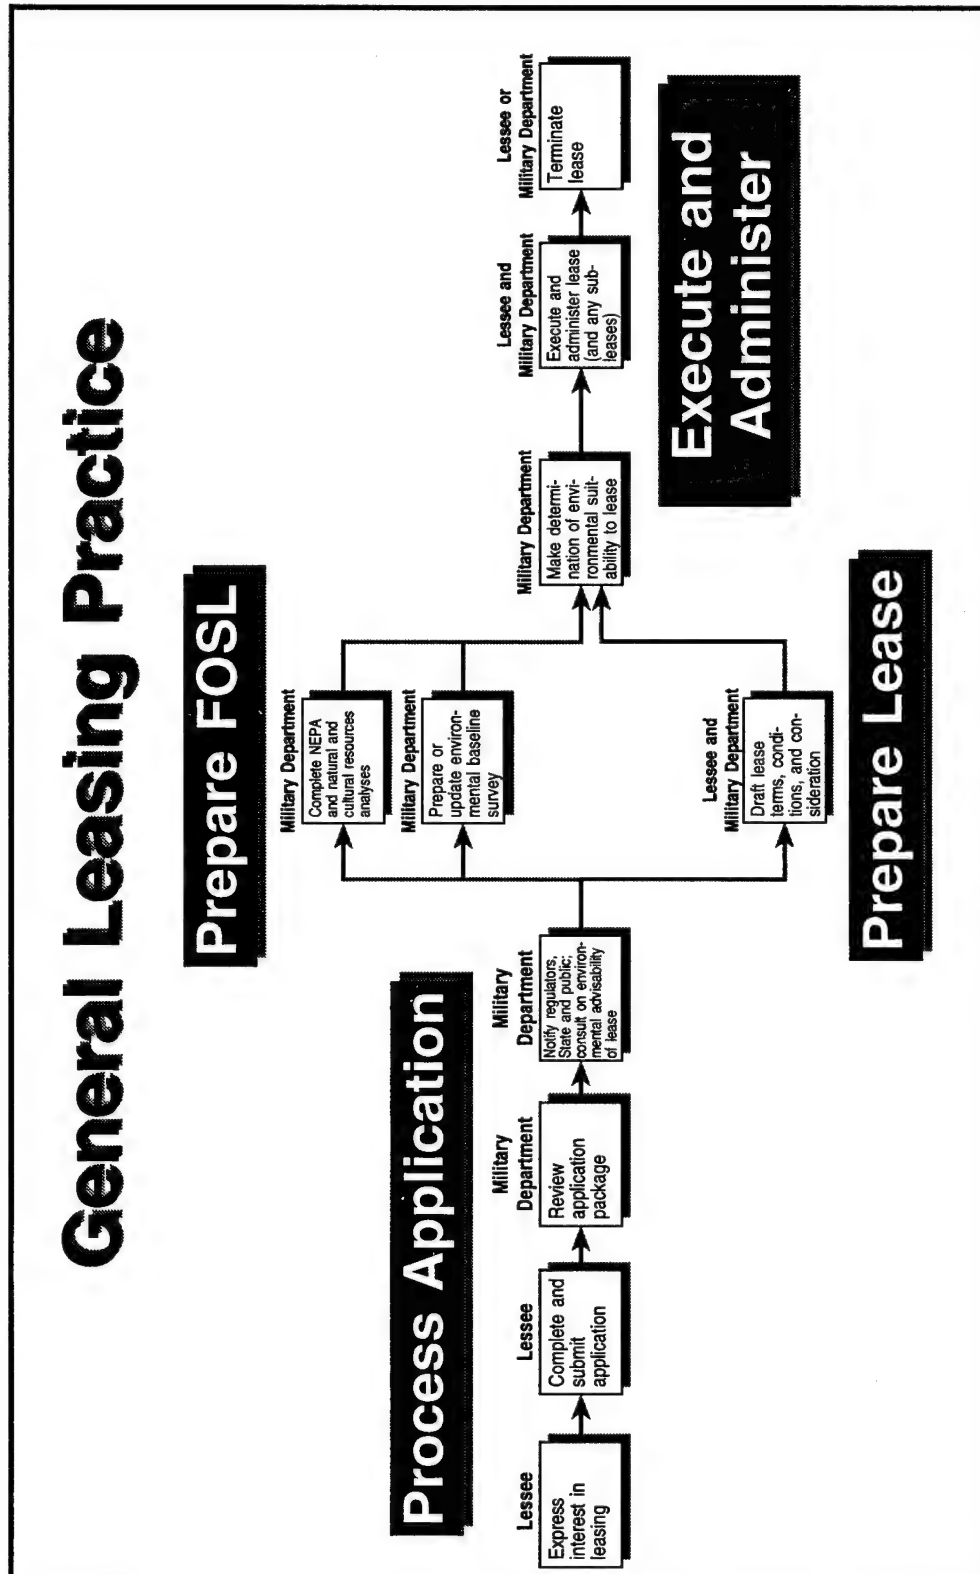 General Leasing Practice
Process Application
Lessee
Express
interest in
leasing
Lessee
Complete and
submit
application
Military
Department
Review
application
package
Military
Department
Notify regulators,
State and public;
consult on environ-
mental advisability
of lease
Prepare FOSL
Military Department
Complete NEPA
and natural and
cultural resources
analyses
Military Department
Prepare or
update environ-
mental baseline
survey
Lessee and
Military Department
Draft lease
terms, condi-
tions, and con-
sideration
Prepare Lease
Military Department
Make determi-
nation of envi-
ronmental suit-
ability to lease
Lessee and
Military Department
Execute and
administer lease
(and any sub-
leases)
Lessee or
Military Department
Terminate
lease
Execute and
Administer